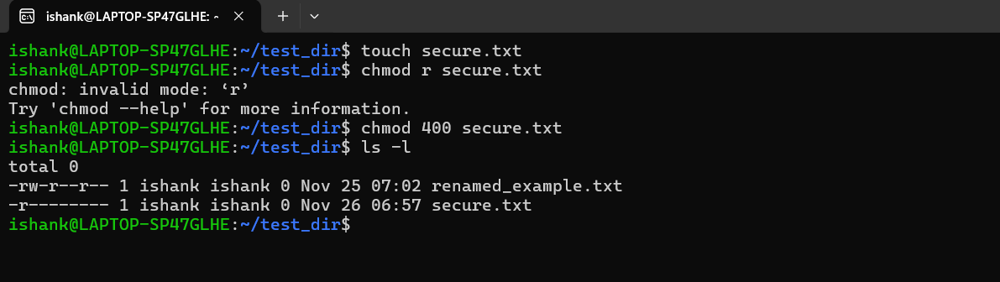 ishank@LAPTOP-SP47GLHE: ~
ishank@LAPTOP-SP47GLHE:~/test_dir$ touch secure.txt
ishank@LAPTOP-SP47GLHE:~/test_dir$ chmod r secure.txt
chmod: invalid mode: ‘r’
Try 'chmod --help' for more information.
ishank@LAPTOP-SP47GLHE:~/test_dir$ chmod 400 secure.txt
ishank@LAPTOP-SP47GLHE:~/test_dir$ ls -l
total 0
-rw-r--r-- 1 ishank ishank 0 Nov 25 07:02 renamed_example.txt
-r-------- 1 ishank ishank 0 Nov 26 06:57 secure.txt
ishank@LAPTOP-SP47GLHE:~/test_dir$